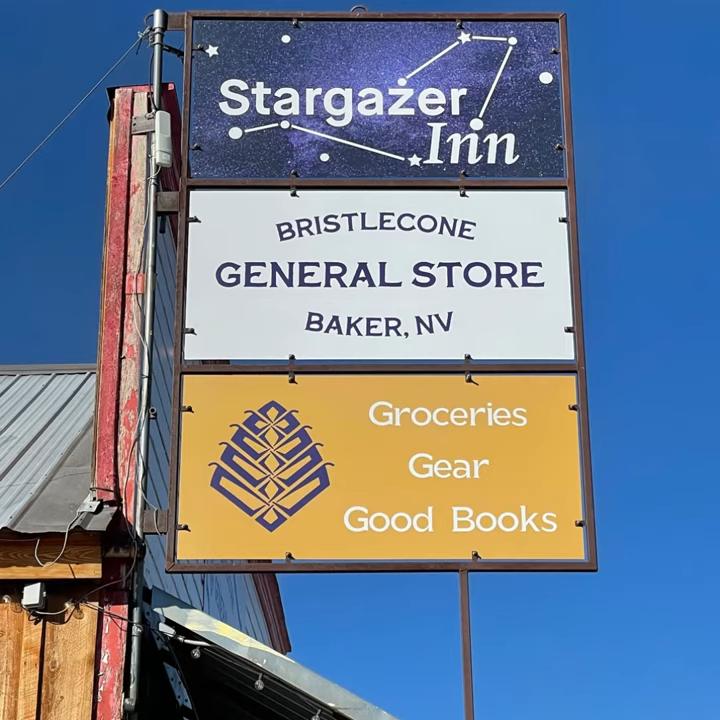 Stargazer
Inn
BRISTLECONE
GENERAL STORE
BAKER, NV
Groceries
Gear
Good Books